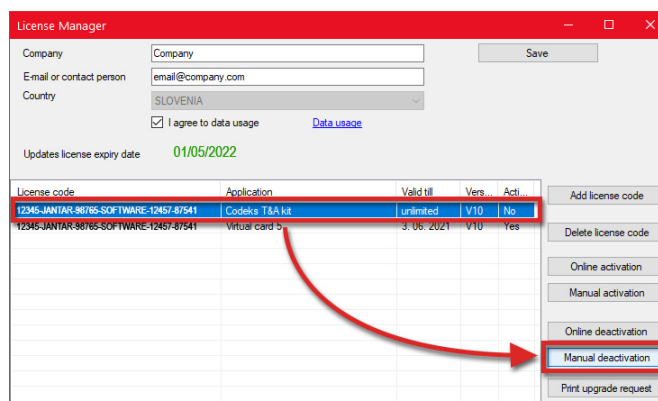 License Manager
Company Company Save
E-mail or contact person email@company.com
Country SLOVENIA
I agree to data usage Data usage
Updates license expiry date 01/05/2022
License code Application Valid till Vers... Acti...
12345-JANTAR-98765-SOFTWARE-12457-87541 Codeks T&A kit unlimited V10 No
12345-JANTAR-98765-SOFTWARE-12457-87541 Virtual card 5 3. 06. 2021 V10 Yes
Add license code
Delete license code
Online activation
Manual activation
Online deactivation
Manual deactivation
Print upgrade request